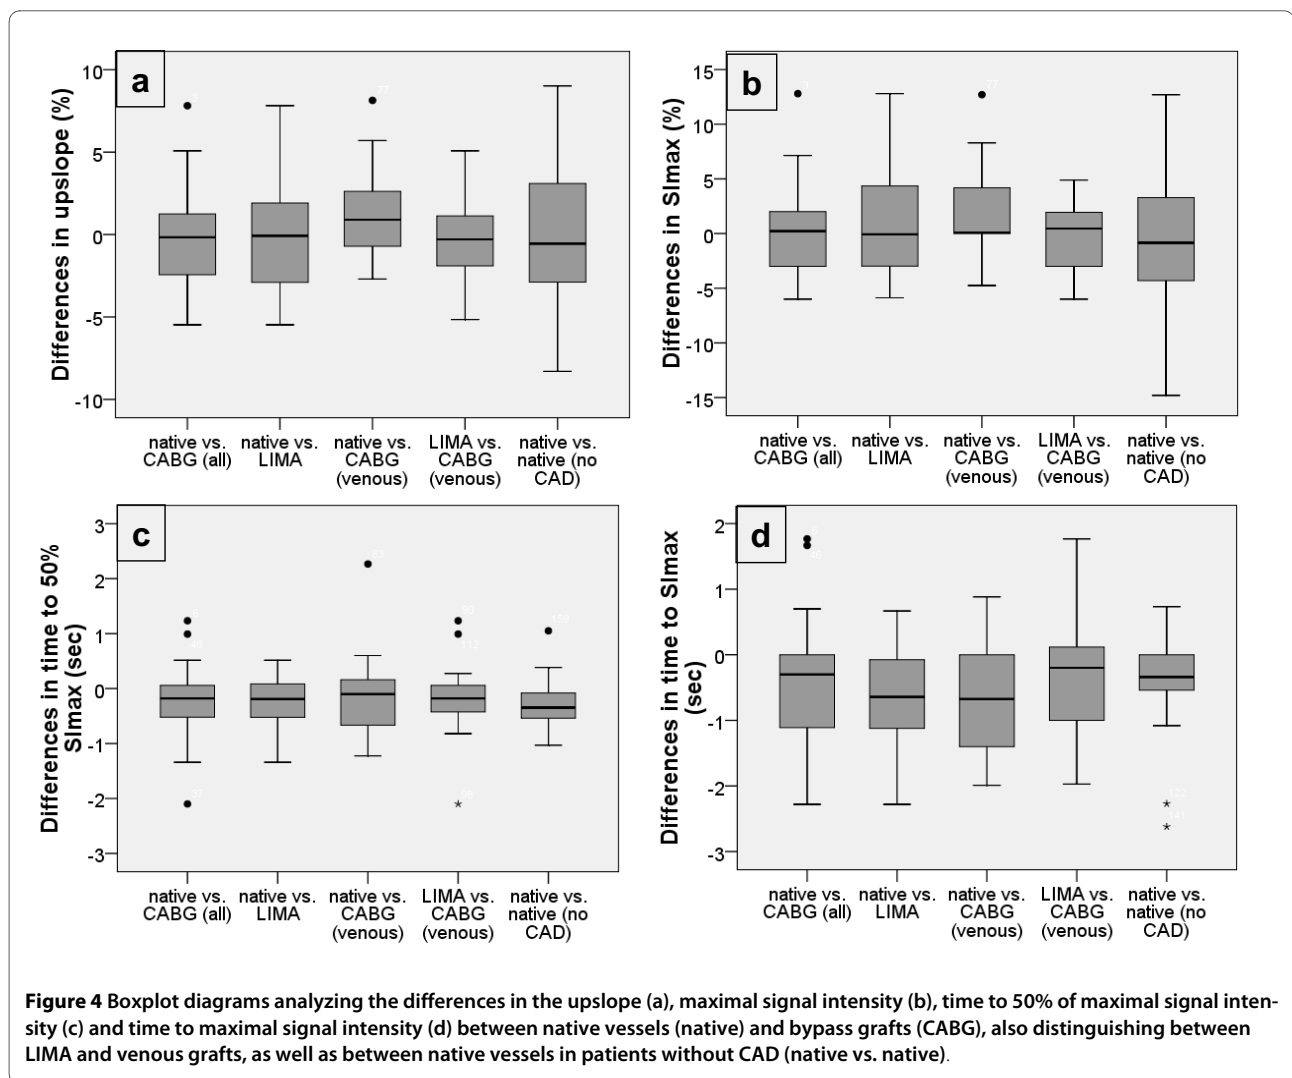 a
Differences in upslope (%)
10
5
0
-5
-10
77
native vs. CABG (all)
native vs. LIMA
native vs. CABG (venous)
LIMA vs. CABG (venous)
native vs. native (no CAD)
b
Differences in SImax (%)
15
10
5
0
-5
-10
-15
77
native vs. CABG (all)
native vs. LIMA
native vs. CABG (venous)
LIMA vs. CABG (venous)
native vs. native (no CAD)
c
Differences in time to 50%
SImax (sec)
3
2
1
0
-1
-2
-3
83
112
159
native vs. CABG (all)
native vs. LIMA
native vs. CABG (venous)
LIMA vs. CABG (venous)
native vs. native (no CAD)
d
Differences in time to SImax
(sec)
2
1
0
-1
-2
-3
122
141
native vs. CABG (all)
native vs. LIMA
native vs. CABG (venous)
LIMA vs. CABG (venous)
native vs. native (no CAD)
Figure 4 Boxplot diagrams analyzing the differences in the upslope (a), maximal signal intensity (b), time to 50% of maximal signal inten-
sity (c) and time to maximal signal intensity (d) between native vessels (native) and bypass grafts (CABG), also distinguishing between
LIMA and venous grafts, as well as between native vessels in patients without CAD (native vs. native).